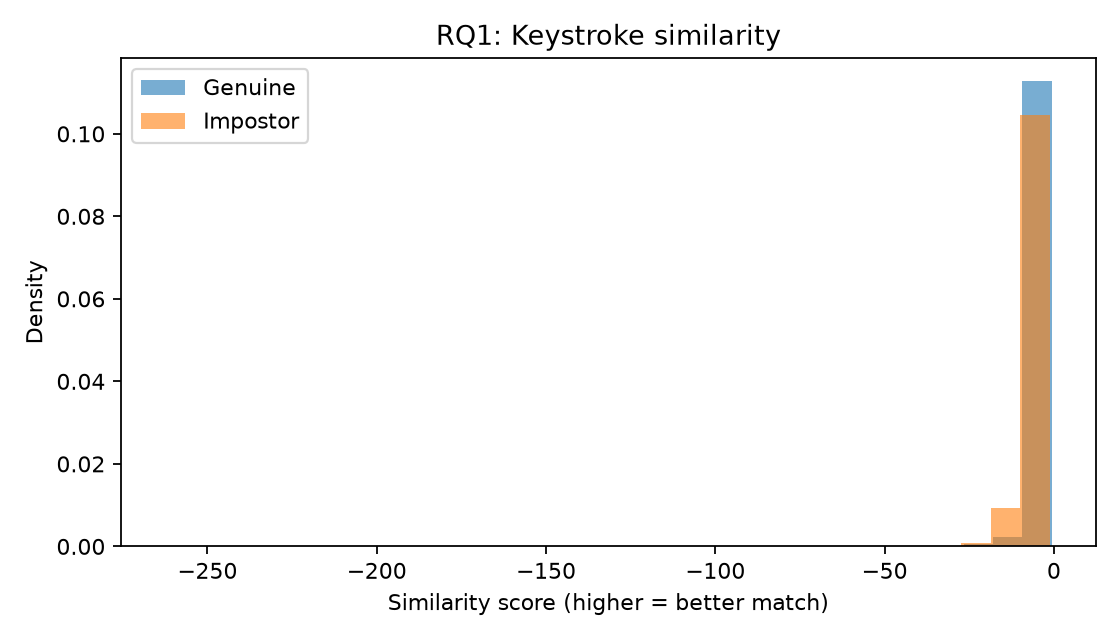 RQ1: Keystroke similarity
Genuine
Impostor
Density
0.10
0.08
0.06
0.04
0.02
0.00
−250
−200
−150
−100
−50
0
Similarity score (higher = better match)